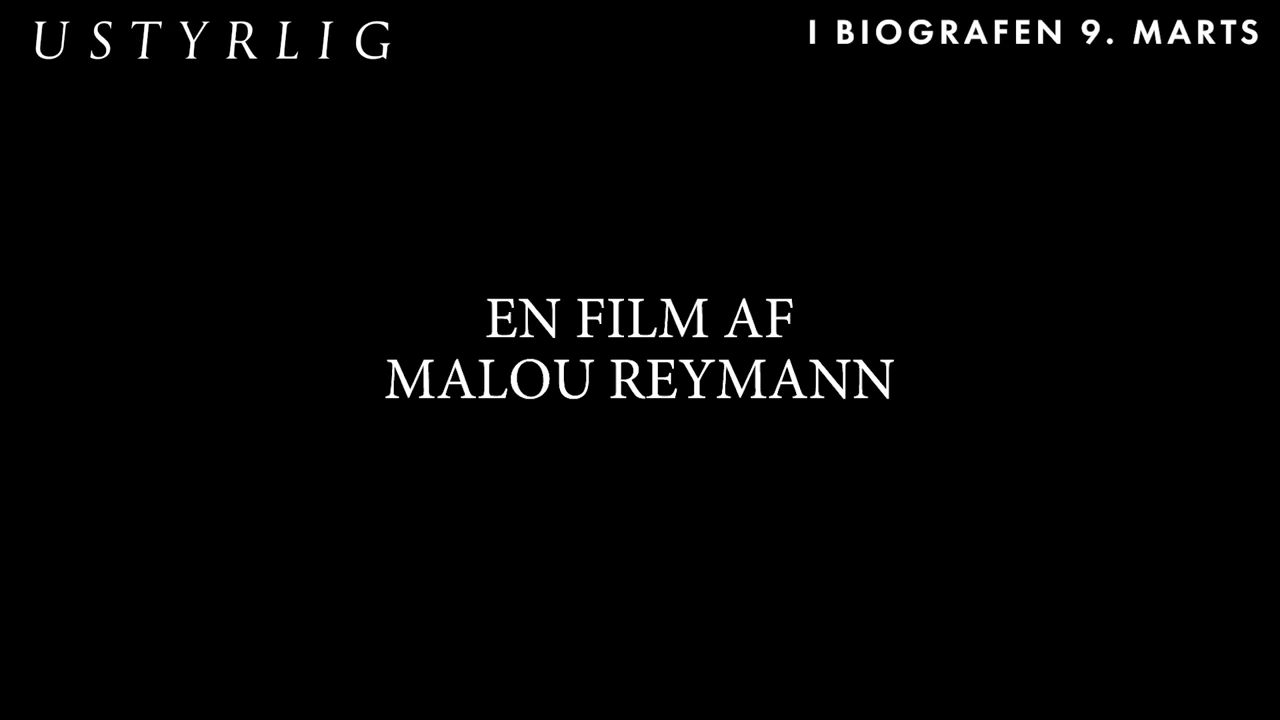 USTYRLIG
I BIOGRAFEN 9. MARTS
EN FILM AF
MALOU REYMANN